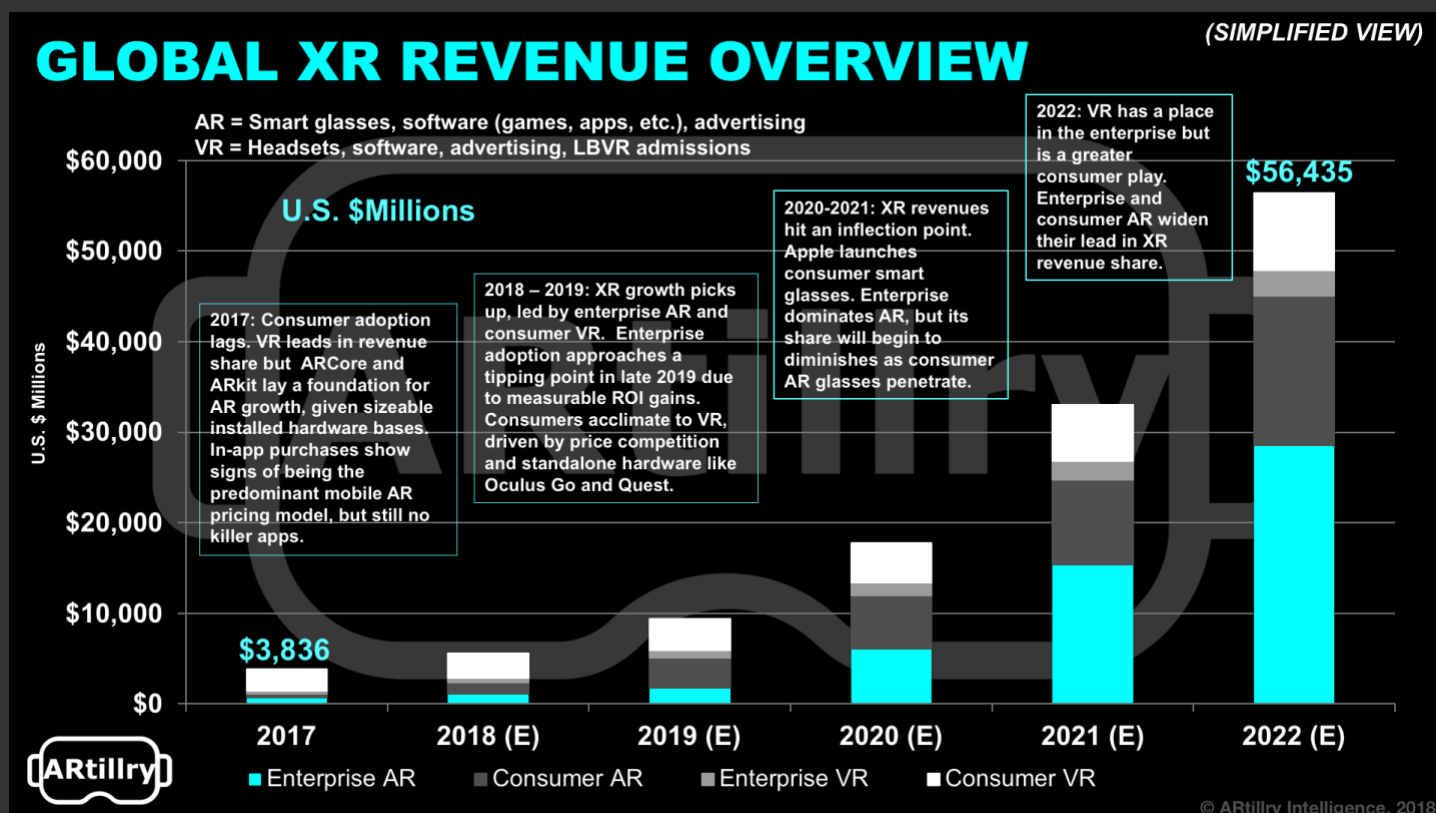 (SIMPLIFIED VIEW)
GLOBAL XR REVENUE OVERVIEW
AR = Smart glasses, software (games, apps, etc.), advertising
VR = Headsets, software, advertising, LBVR admissions
U.S. $Millions
U.S. $ Millions
$60,000
$50,000
$40,000
$30,000
$20,000
$10,000
$0
2017: Consumer adoption
lags. VR leads in revenue
share but  ARCore and
ARkit lay a foundation for
AR growth, given sizeable
installed hardware bases.
In-app purchases show
signs of being the
predominant mobile AR
pricing model, but still no
killer apps.
2018 – 2019: XR growth picks
up, led by enterprise AR and
consumer VR.  Enterprise
adoption approaches a
tipping point in late 2019 due
to measurable ROI gains.
Consumers acclimate to VR,
driven by price competition
and standalone hardware like
Oculus Go and Quest.
2020-2021: XR revenues
hit an inflection point.
Apple launches
consumer smart
glasses. Enterprise
dominates AR, but its
share will begin to
diminishes as consumer
AR glasses penetrate.
2022: VR has a place
in the enterprise but
is a greater
consumer play.
Enterprise and
consumer AR widen
their lead in XR
revenue share.
$3,836
$56,435
ARtillry
2017
2018 (E)
2019 (E)
2020 (E)
2021 (E)
2022 (E)
ARtillry
Enterprise AR
Consumer AR
Enterprise VR
Consumer VR
© ARtillry Intelligence, 2018